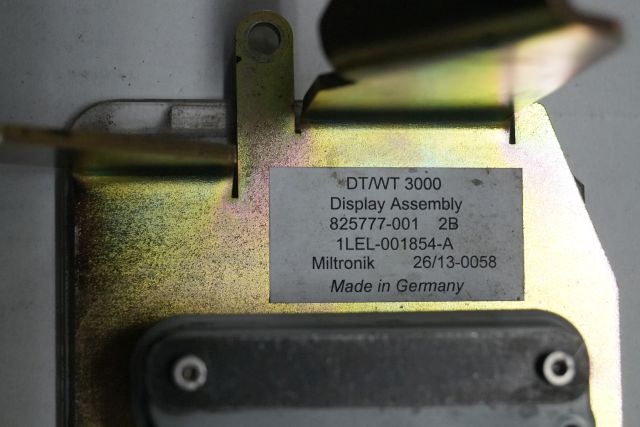 DT/WT 3000
Display Assembly
825777-001 2B
1LEL-001854-A
Miltronik 26/13-0058
Made in Germany